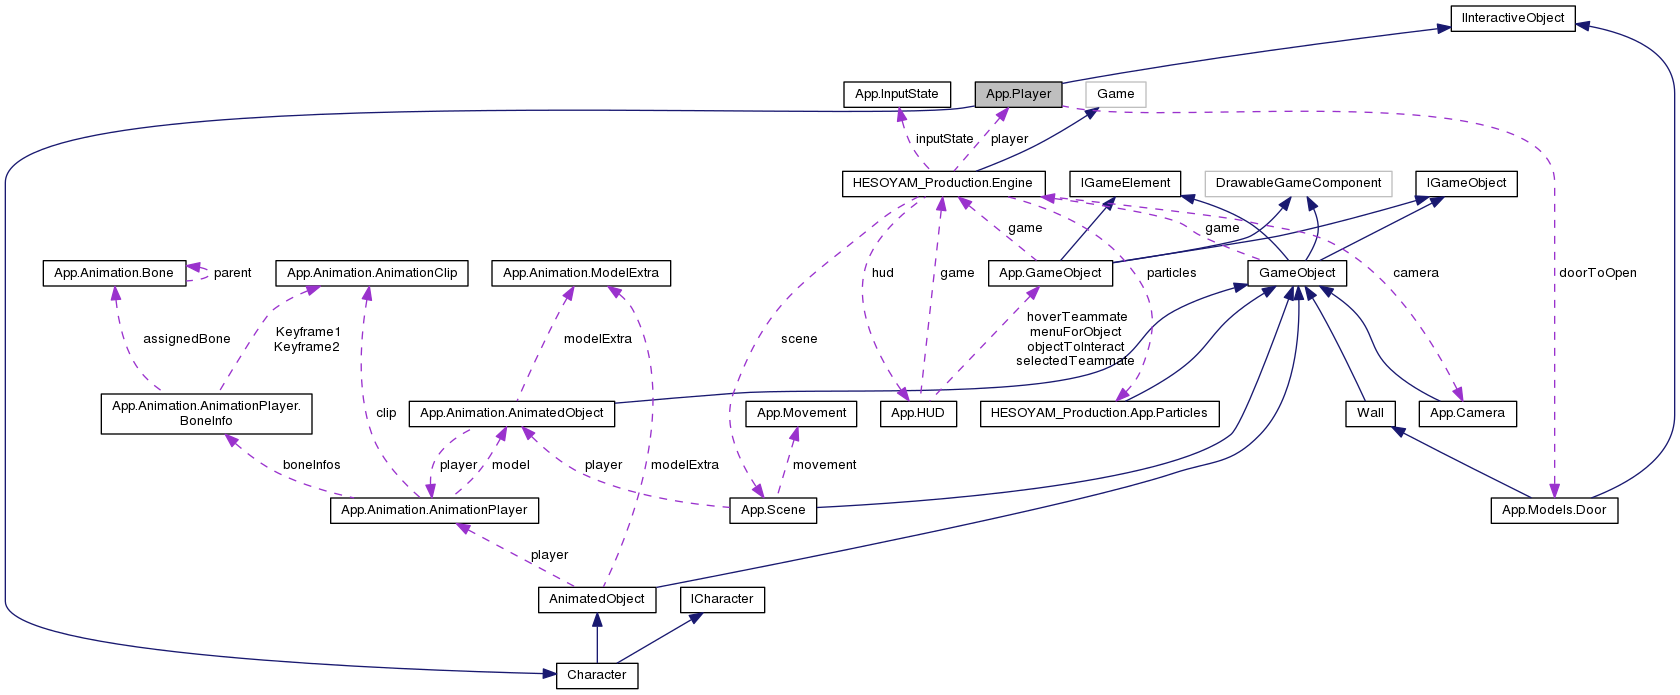 IInteractiveObject
App.InputState
App.Player
Game
inputState
player
HESOYAM_Production.Engine
IGameElement
DrawableGameComponent
IGameObject
game
game
App.Animation.Bone
parent
App.Animation.AnimationClip
App.Animation.ModelExtra
hud
game
App.GameObject
particles
GameObject
camera
doorToOpen
assignedBone
Keyframe1
Keyframe2
modelExtra
scene
hoverTeammate
menuForObject
objectToInteract
selectedTeammate
App.Animation.AnimationPlayer.
BoneInfo
clip
App.Animation.AnimatedObject
App.Movement
App.HUD
HESOYAM_Production.App.Particles
Wall
App.Camera
boneInfos
player
model
player
modelExtra
movement
App.Animation.AnimationPlayer
App.Scene
App.Models.Door
player
AnimatedObject
ICharacter
Character